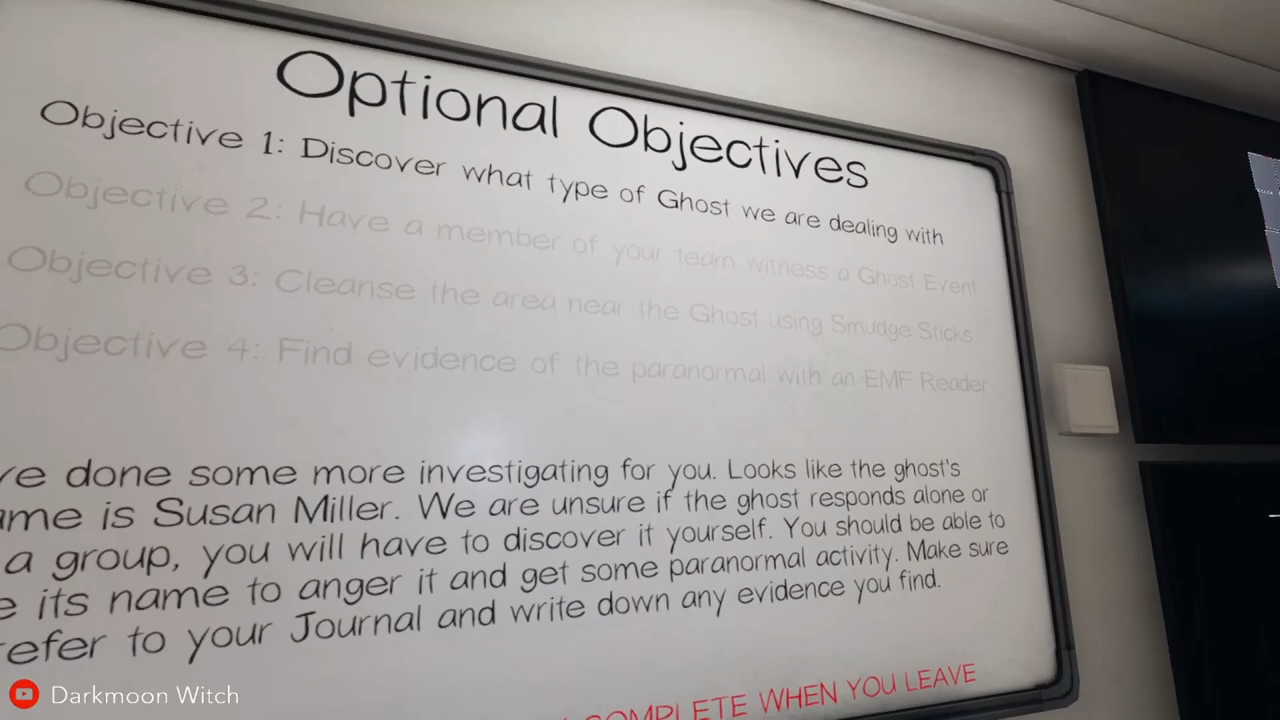 Optional Objectives
Objective 1: Discover what type of Ghost we are dealing with
Objective 2: Have a member of your team witness a Ghost Event
Objective 3: Cleanse the area near the Ghost using Smudge Sticks
Objective 4: Find evidence of the paranormal with an EMF Reader
done some more investigating for you. Looks like the ghost's
is Susan Miller. We are unsure if the ghost responds alone or
a group, you will have to discover it yourself. You should be able to
its name to anger it and get some paranormal activity. Make sure
to your Journal and write down any evidence you find.
COMPLETE WHEN YOU LEAVE
Darkmoon Witch